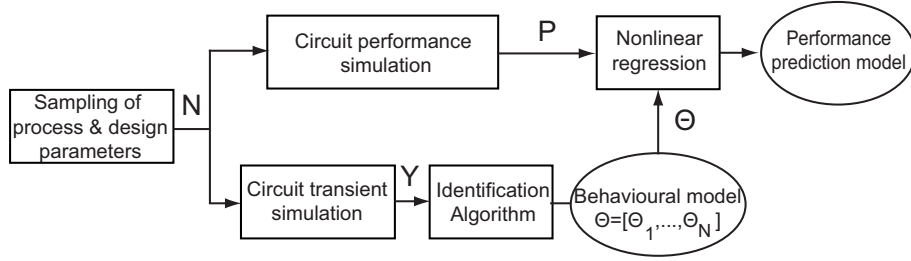 Sampling of
process & design
parameters
N
Circuit performance
simulation
P
Nonlinear
regression
Performance
prediction model
Circuit transient
simulation
Y
Identification
Algorithm
Behavioural model
Θ=[Θ1,...,ΘN]
Θ